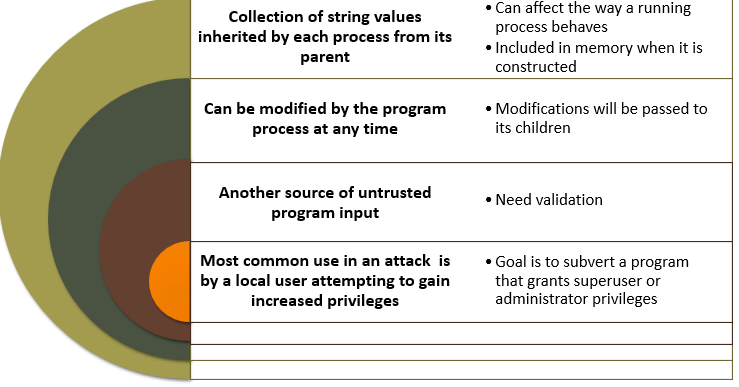 Collection of string values
inherited by each process from its
parent
• Can affect the way a running
process behaves
• Included in memory when it is
constructed
Can be modified by the program
process at any time
• Modifications will be passed to
its children
Another source of untrusted
program input
• Need validation
Most common use in an attack is
by a local user attempting to gain
increased privileges
• Goal is to subvert a program
that grants superuser or
administrator privileges